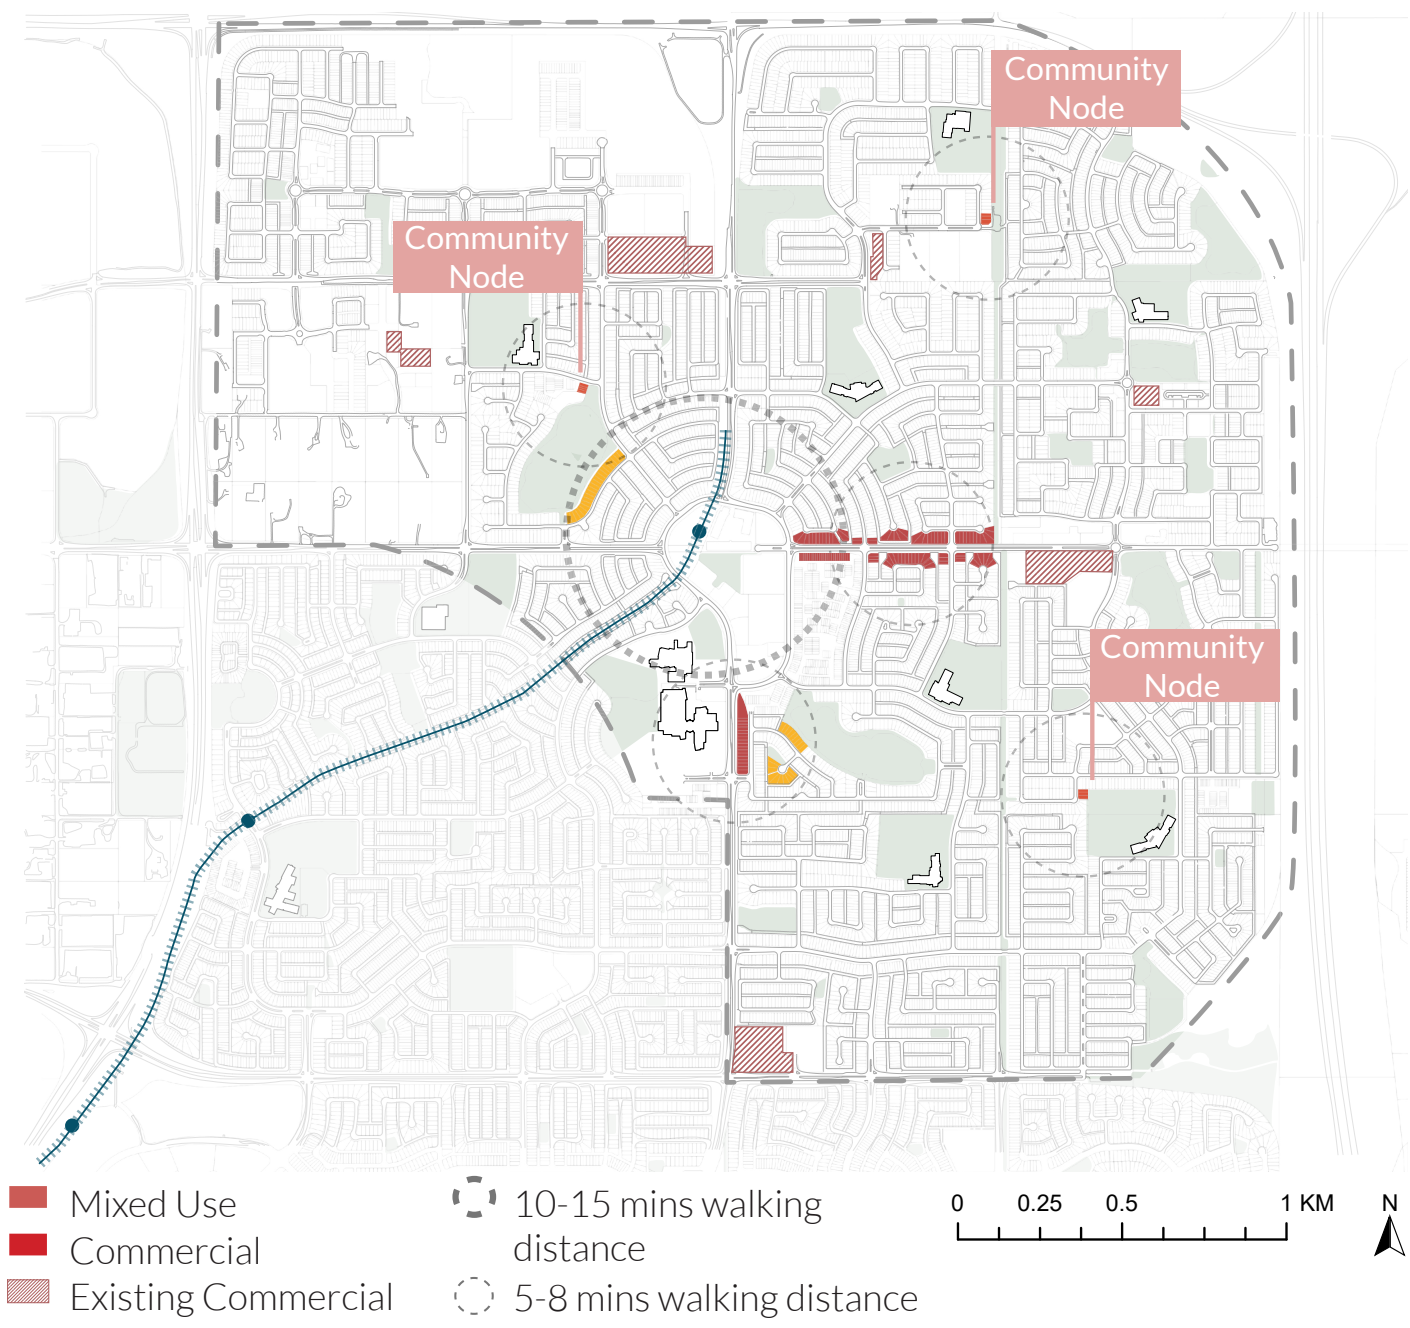 Community
Node
Community
Node
Community
Node
Mixed Use
Commercial
Existing Commercial
10-15 mins walking
distance
5-8 mins walking distance
0 0.25 0.5 1 KM
N